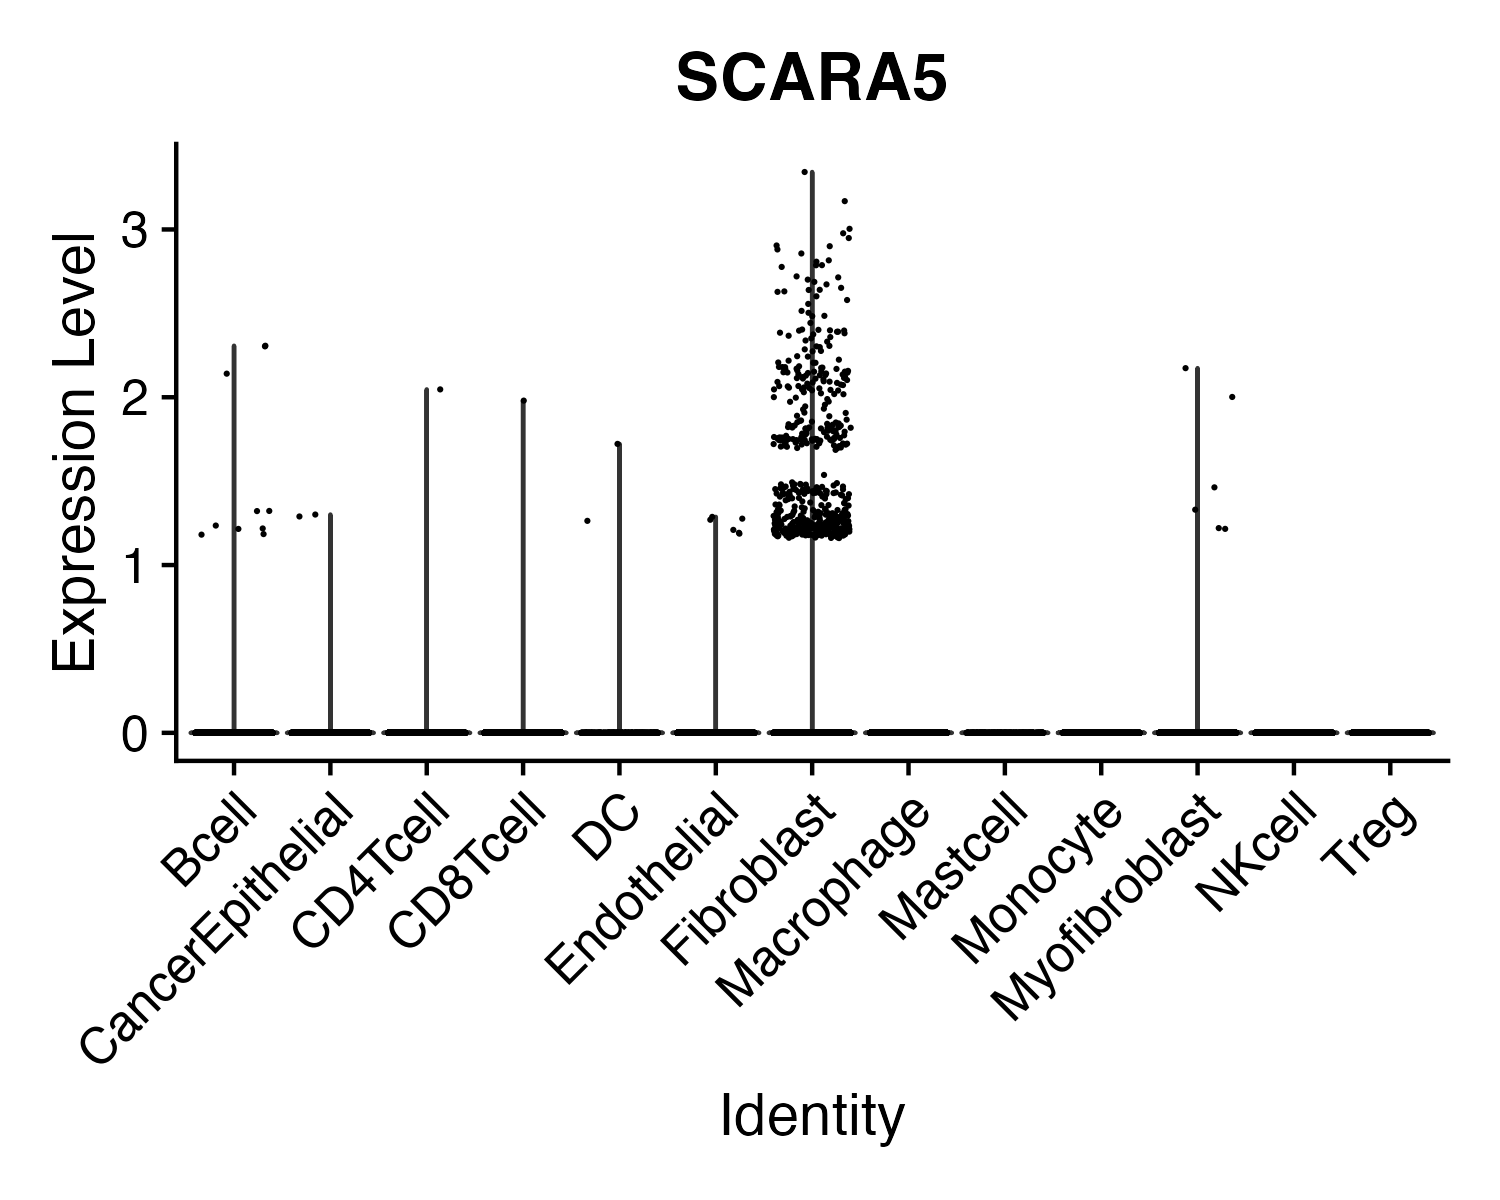 SCARA5
Expression Level
3
2
1
0
Bcell
CancerEpithelial
CD4Tcell
CD8Tcell
DC
Endothelial
Fibroblast
Macrophage
Mastcell
Monocyte
Myofibroblast
NKcell
Treg
Identity